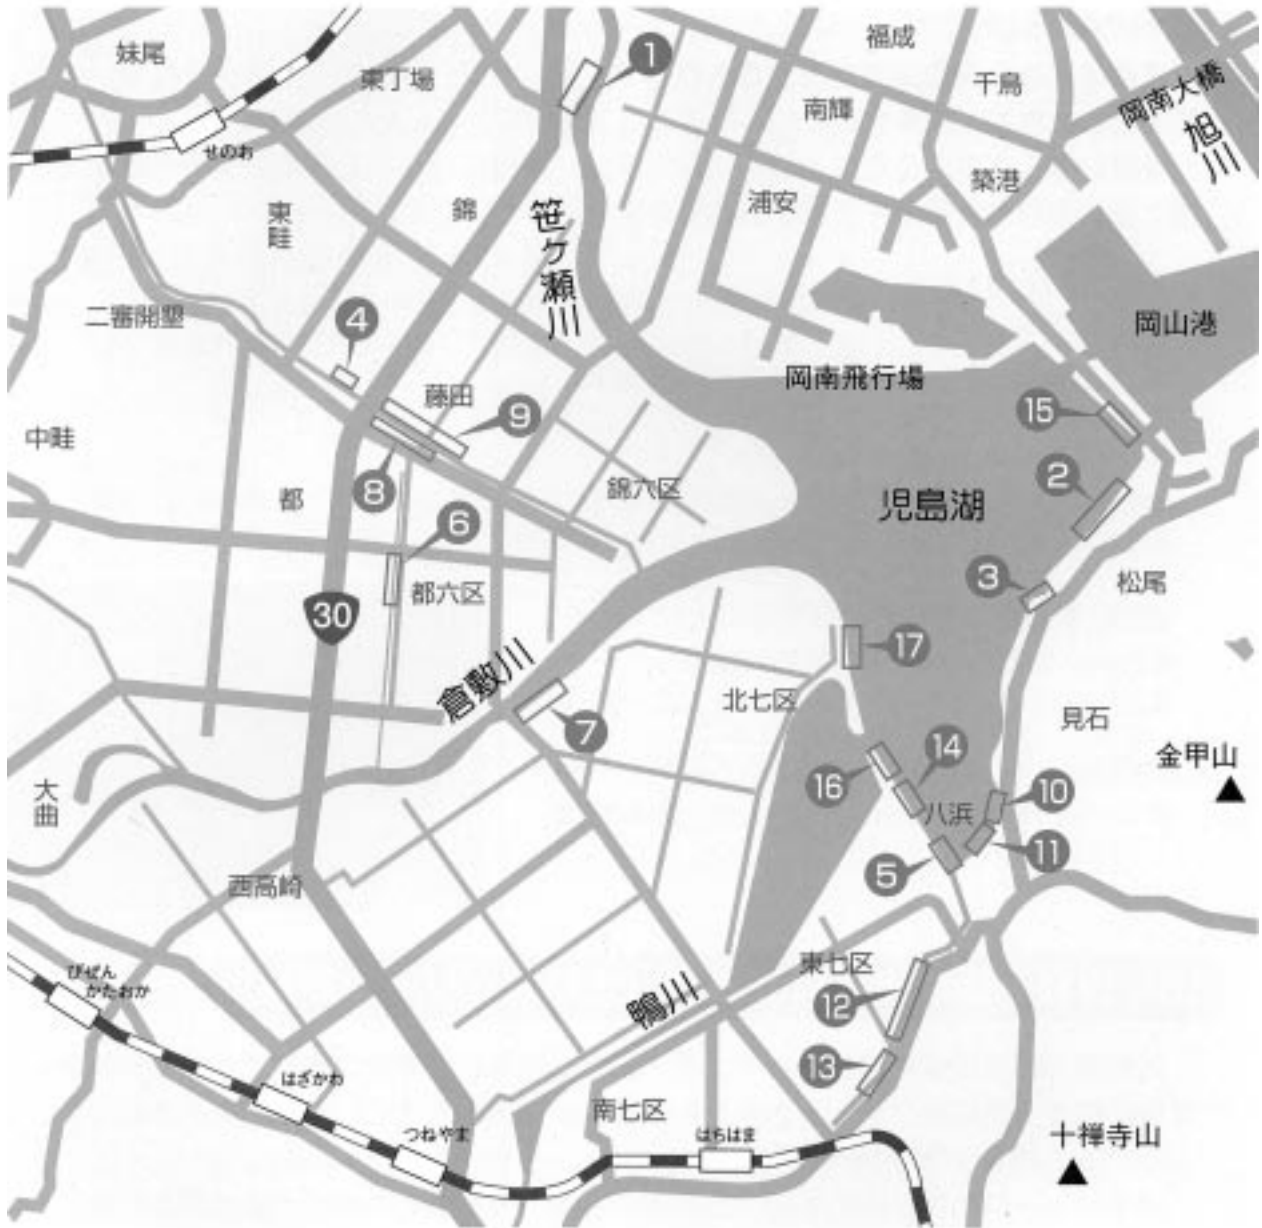 妹尾
東丁場
1
福成
千鳥
南輝
岡南大橋
旭川
せのお
築港
浦安
東畦
錦
笹ケ瀬川
二審開墾
4
岡山港
岡南飛行場
藤田
9
15
中畦
8
都
錦六区
児島湖
2
6
3
松尾
都六区
30
17
倉敷川
北七区
見石
7
14
金甲山
16
大曲
八浜
10
11
5
西高崎
びぜん
かたおか
東七区
鴨川
12
13
はざかわ
南七区
つねやま
はちはま
十禅寺山